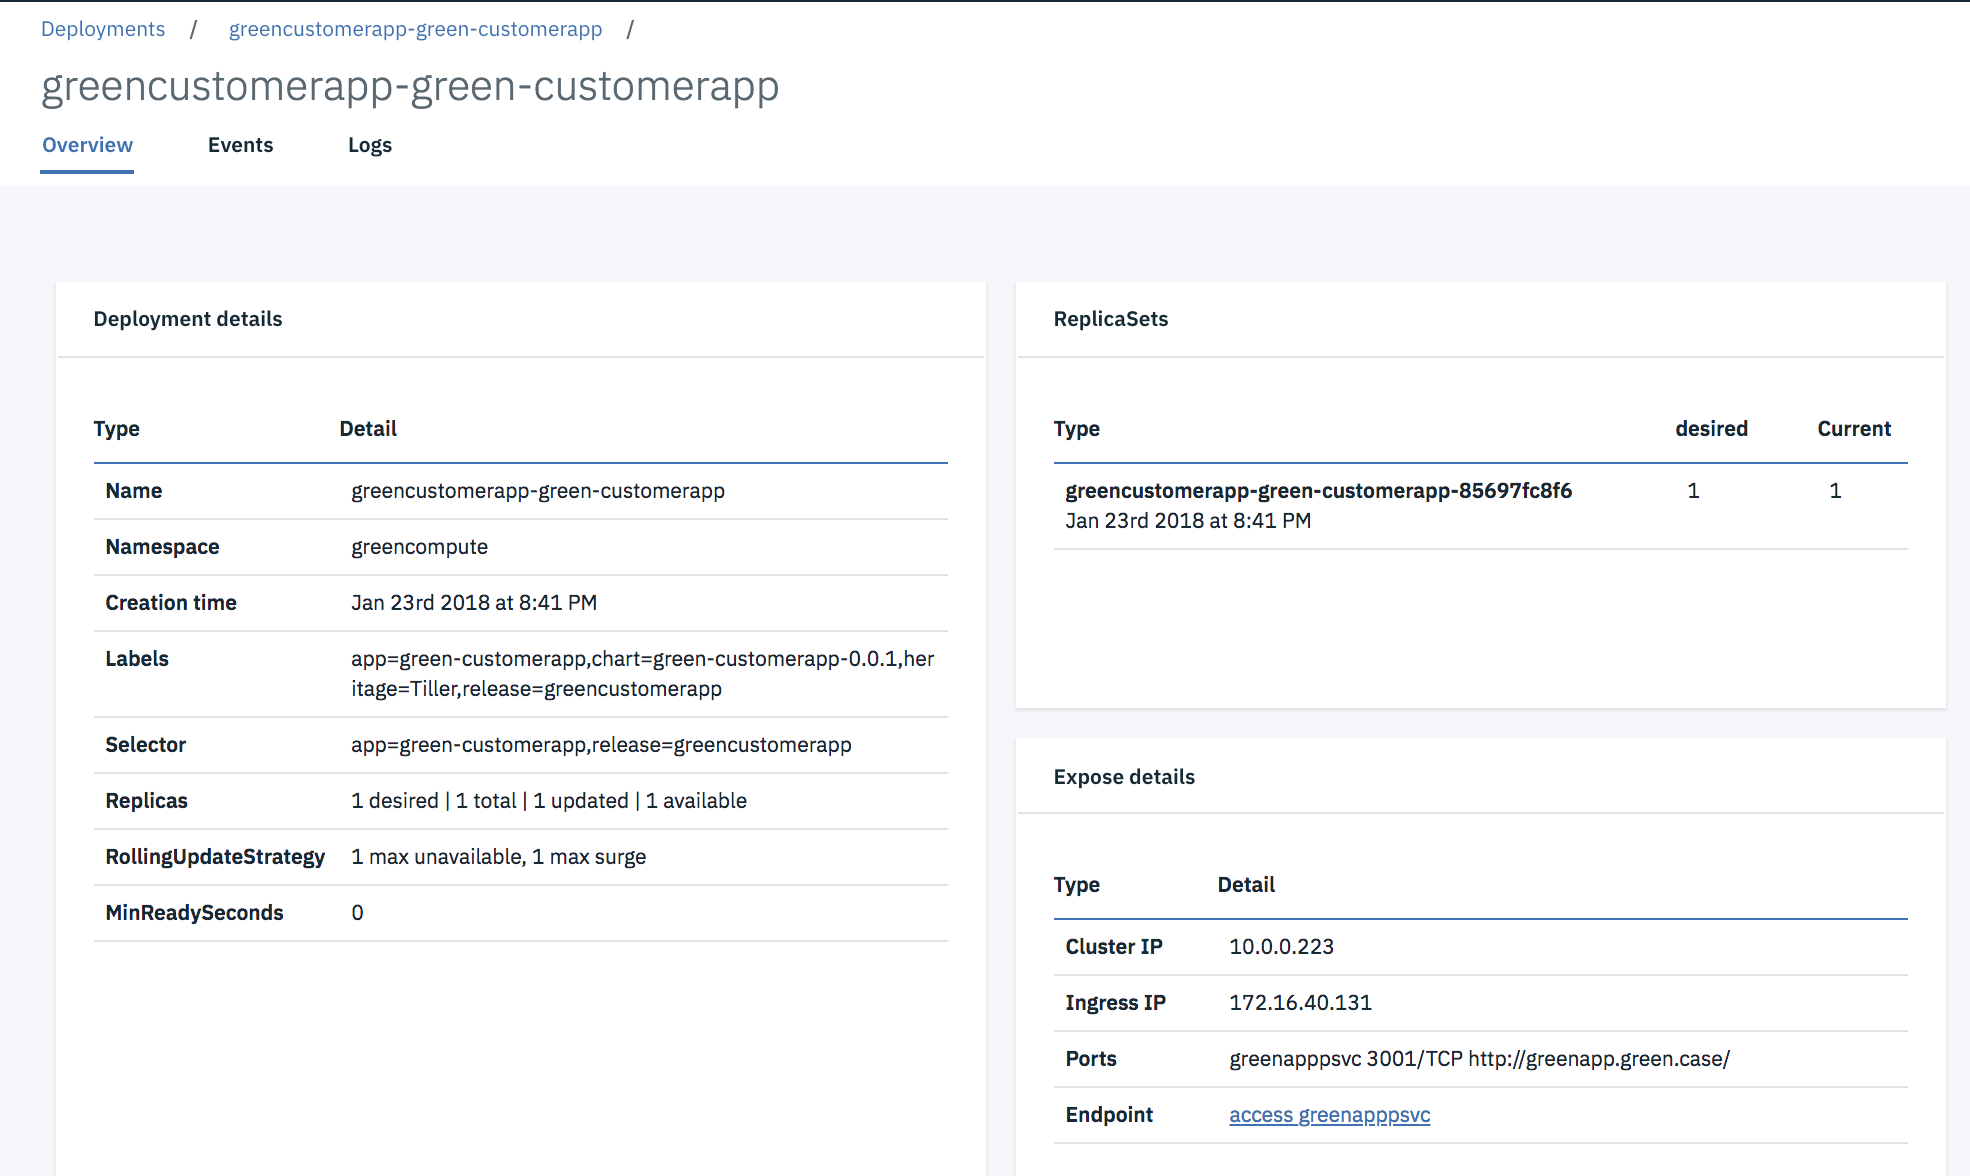 Deployments / greencustomerapp-green-customerapp /
greencustomerapp-green-customerapp
Overview Events Logs
Deployment details
Type Detail
Name greencustomerapp-green-customerapp
Namespace greencompute
Creation time Jan 23rd 2018 at 8:41 PM
Labels app=green-customerapp,chart=green-customerapp-0.0.1,her
itage=Tiller,release=greencustomerapp
Selector app=green-customerapp,release=greencustomerapp
Replicas 1 desired | 1 total | 1 updated | 1 available
RollingUpdateStrategy 1 max unavailable, 1 max surge
MinReadySeconds 0
ReplicaSets
Type desired Current
greencustomerapp-green-customerapp-85697fc8f6 1 1
Jan 23rd 2018 at 8:41 PM
Expose details
Type Detail
Cluster IP 10.0.0.223
Ingress IP 172.16.40.131
Ports greenapppsvc 3001/TCP http://greenapp.green.case/
Endpoint access greenapppsvc